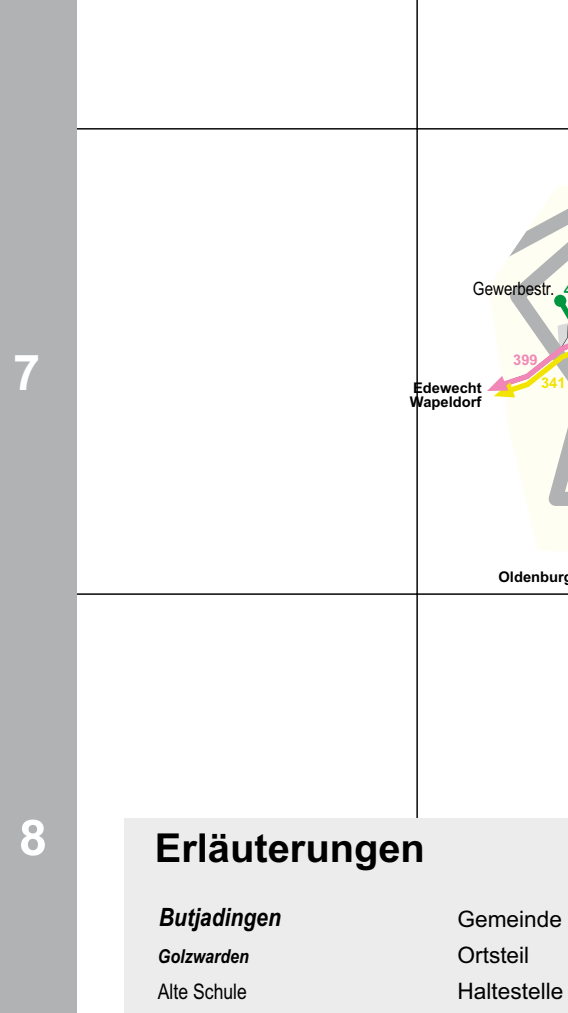 Gewerbestr.
7
399
341
Edewecht
Wapeldorf
Oldenburg
8
Erläuterungen
Butjadingen Gemeinde
Golzwarden Ortsteil
Alte Schule Haltestelle